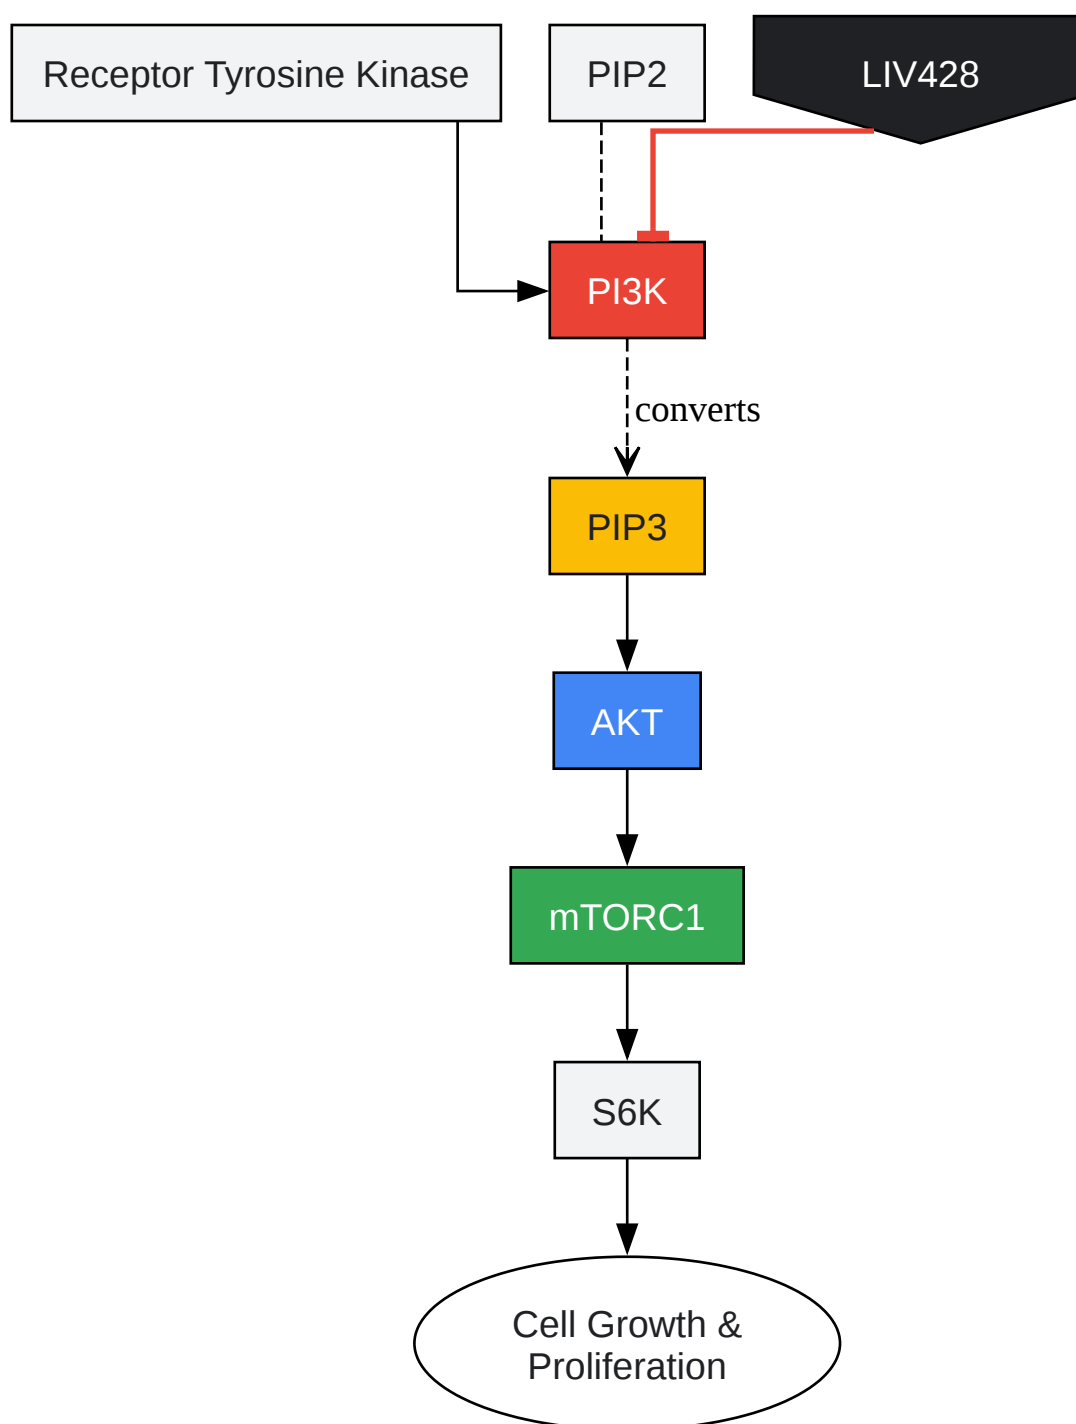 Receptor Tyrosine Kinase
PIP2
LIV428
PI3K
converts
PIP3
AKT
mTORC1
S6K
Cell Growth &
Proliferation